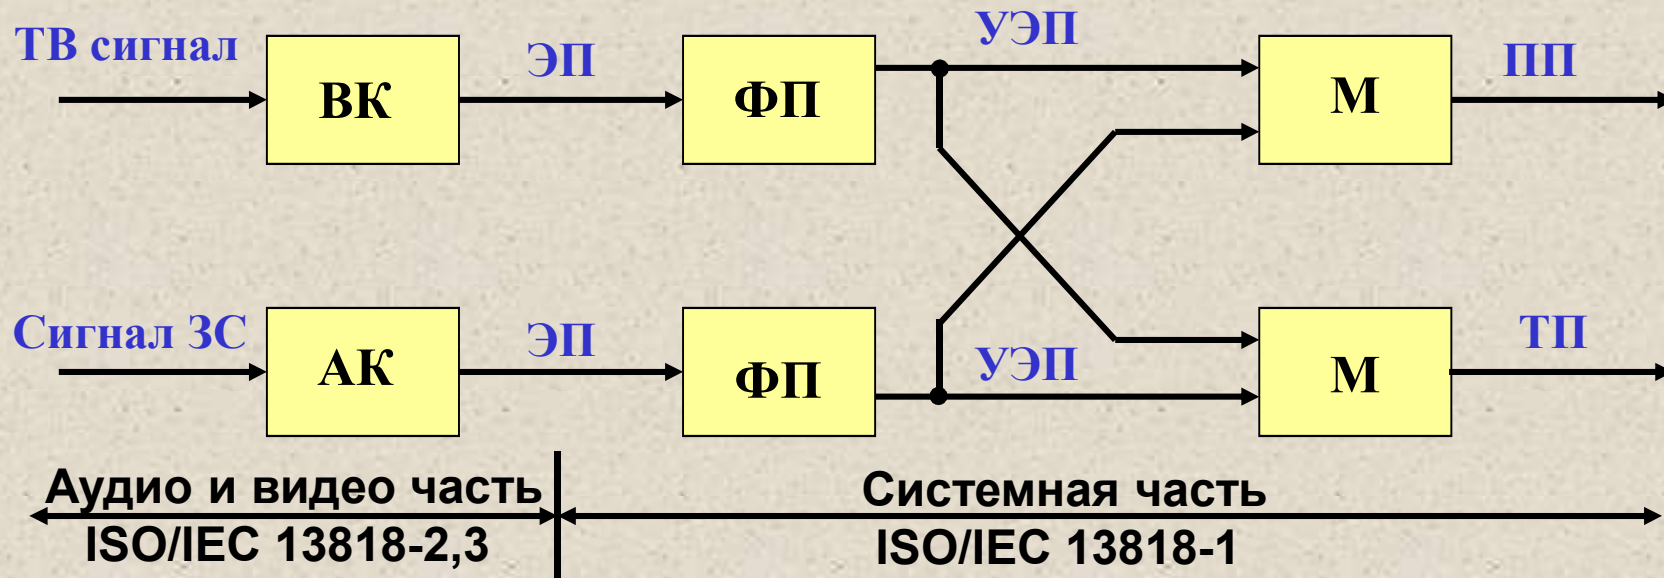 ТВ сигнал
ВК
ЭП
ФП
УЭП
М
ПП
Сигнал ЗС
АК
ЭП
ФП
УЭП
М
ТП
Аудио и видео часть
ISO/IEC 13818-2,3
Системная часть
ISO/IEC 13818-1